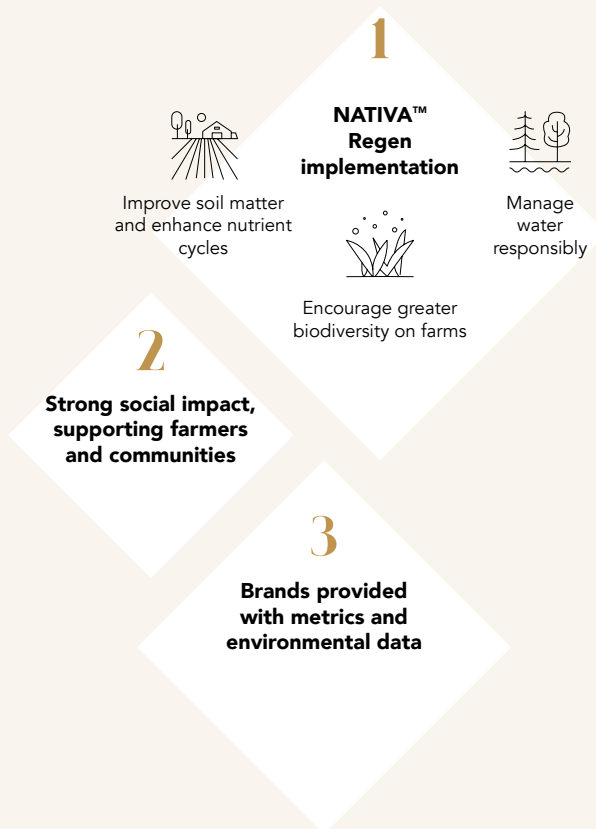 1
NATIVA™
Regen
implementation
Improve soil matter
and enhance nutrient
cycles
Encourage greater
biodiversity on farms
Manage
water
responsibly
2
Strong social impact,
supporting farmers
and communities
3
Brands provided
with metrics and
environmental data